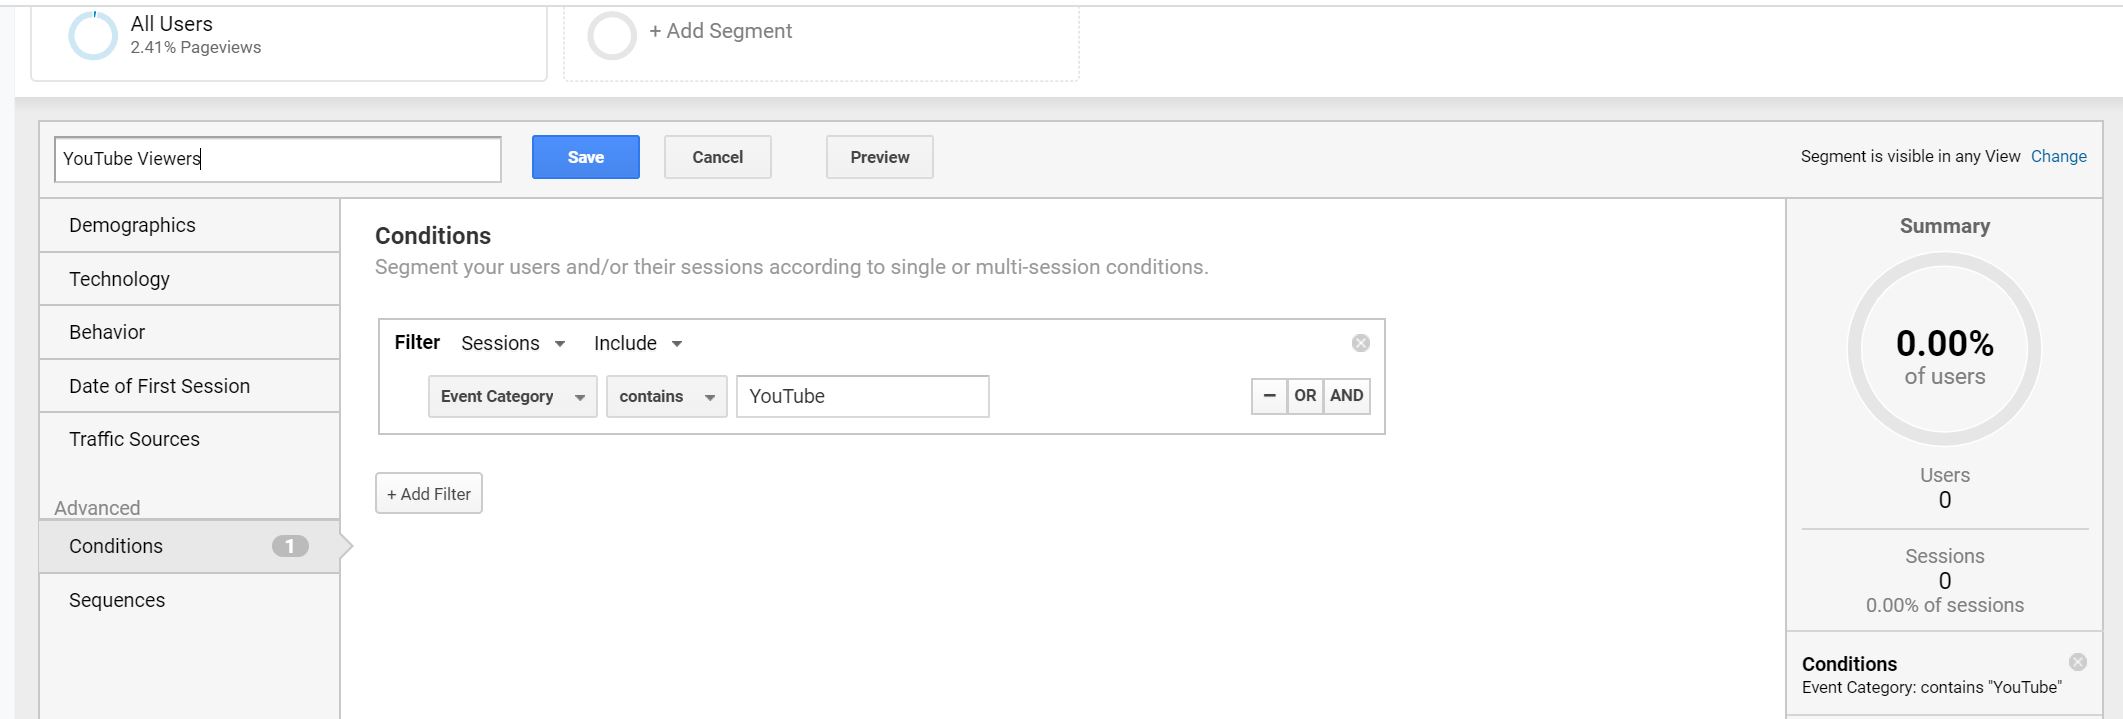 All Users
2.41% Pageviews
+ Add Segment
YouTube Viewers
Save
Cancel
Preview
Segment is visible in any View Change
Demographics
Technology
Behavior
Date of First Session
Traffic Sources
Advanced
Conditions 1
Sequences
Conditions
Segment your users and/or their sessions according to single or multi-session conditions.
Filter Sessions Include
Event Category contains YouTube
− OR AND
+ Add Filter
Summary
0.00%
of users
Users
0
Sessions
0
0.00% of sessions
Conditions
Event Category: contains "YouTube"